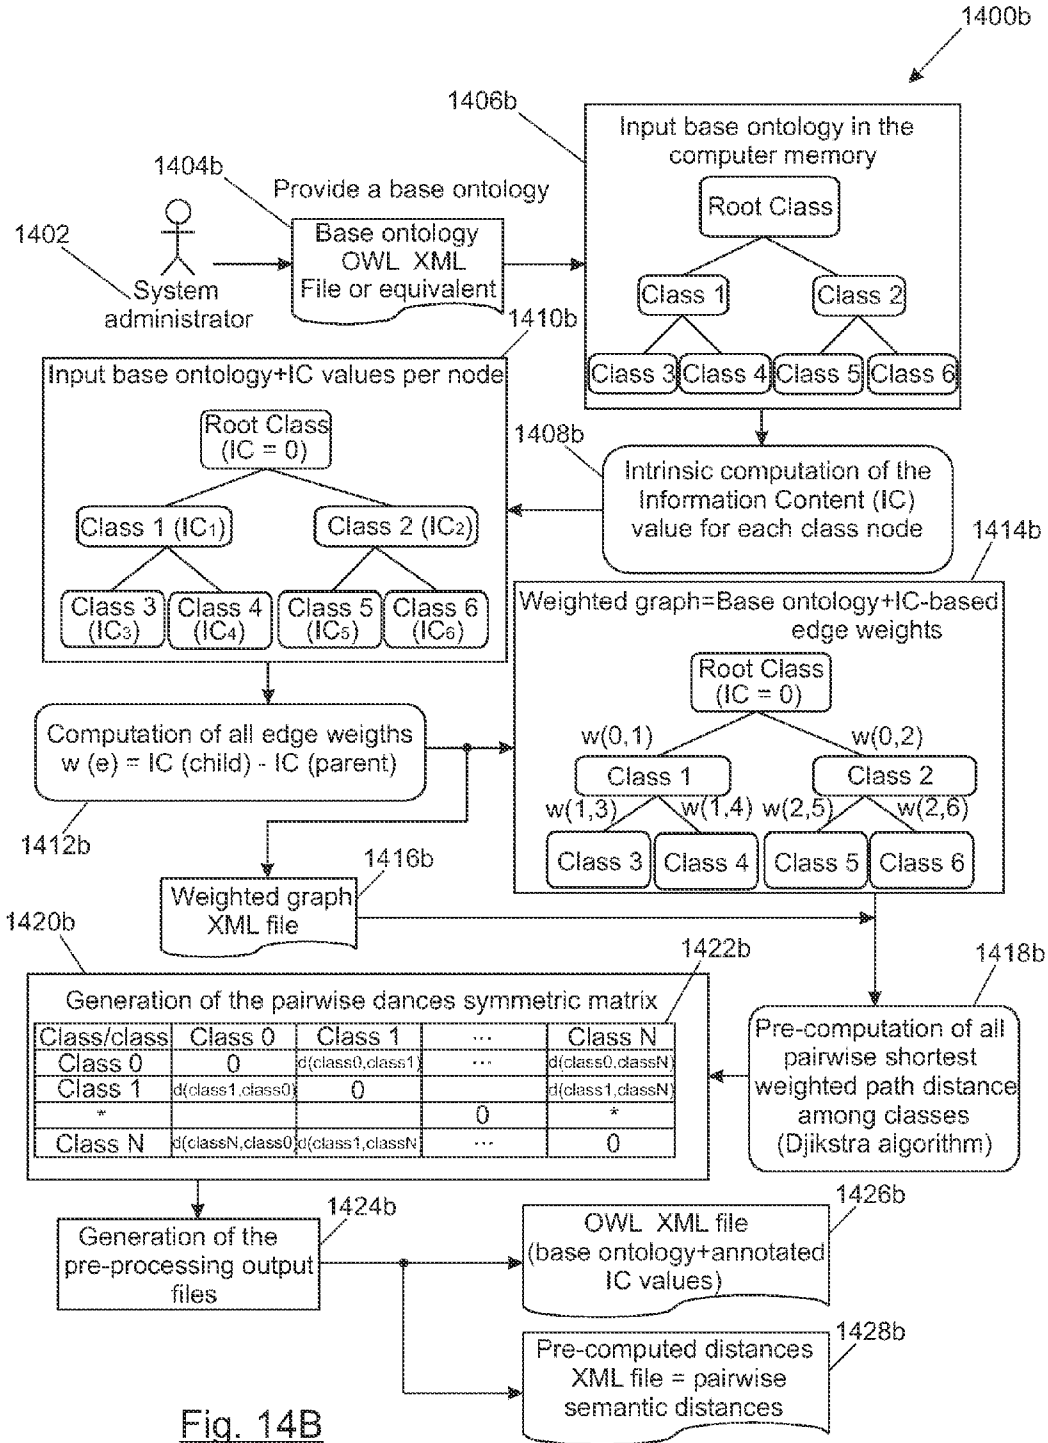 1400b
1406b
Input base ontology in the
computer memory
Root Class
Class 1
Class 2
Class 3
Class 4
Class 5
Class 6
1404b
Provide a base ontology
Base ontology
OWL XML
File or equivalent
1402
System
administrator
1410b
Input base ontology+IC values per node
Root Class
(IC = 0)
Class 1 (IC1)
Class 2 (IC2)
Class 3
(IC3)
Class 4
(IC4)
Class 5
(IC5)
Class 6
(IC6)
1408b
Intrinsic computation of the
Information Content (IC)
value for each class node
1414b
Weighted graph=Base ontology+IC-based
edge weights
Root Class
(IC = 0)
w(0,1)
w(0,2)
Class 1
Class 2
w(1,3)
w(1,4)
w(2,5)
w(2,6)
Class 3
Class 4
Class 5
Class 6
Computation of all edge weigths
w (e) = IC (child) - IC (parent)
1412b
1416b
Weighted graph
XML file
1420b
1422b
Generation of the pairwise dances symmetric matrix
Class/class Class 0 Class 1 ... Class N
Class 0 0 d(class0,class1) ... d(class0,classN)
Class 1 d(class1,class0) 0 d(class1,classN)
* 0 *
Class N d(classN,class0) d(class1,classN ... 0
1418b
Pre-computation of all
pairwise shortest
weighted path distance
among classes
(Djikstra algorithm)
1424b
Generation of the
pre-processing output
files
1426b
OWL XML file
(base ontology+annotated
IC values)
1428b
Pre-computed distances
XML file = pairwise
semantic distances
Fig. 14B